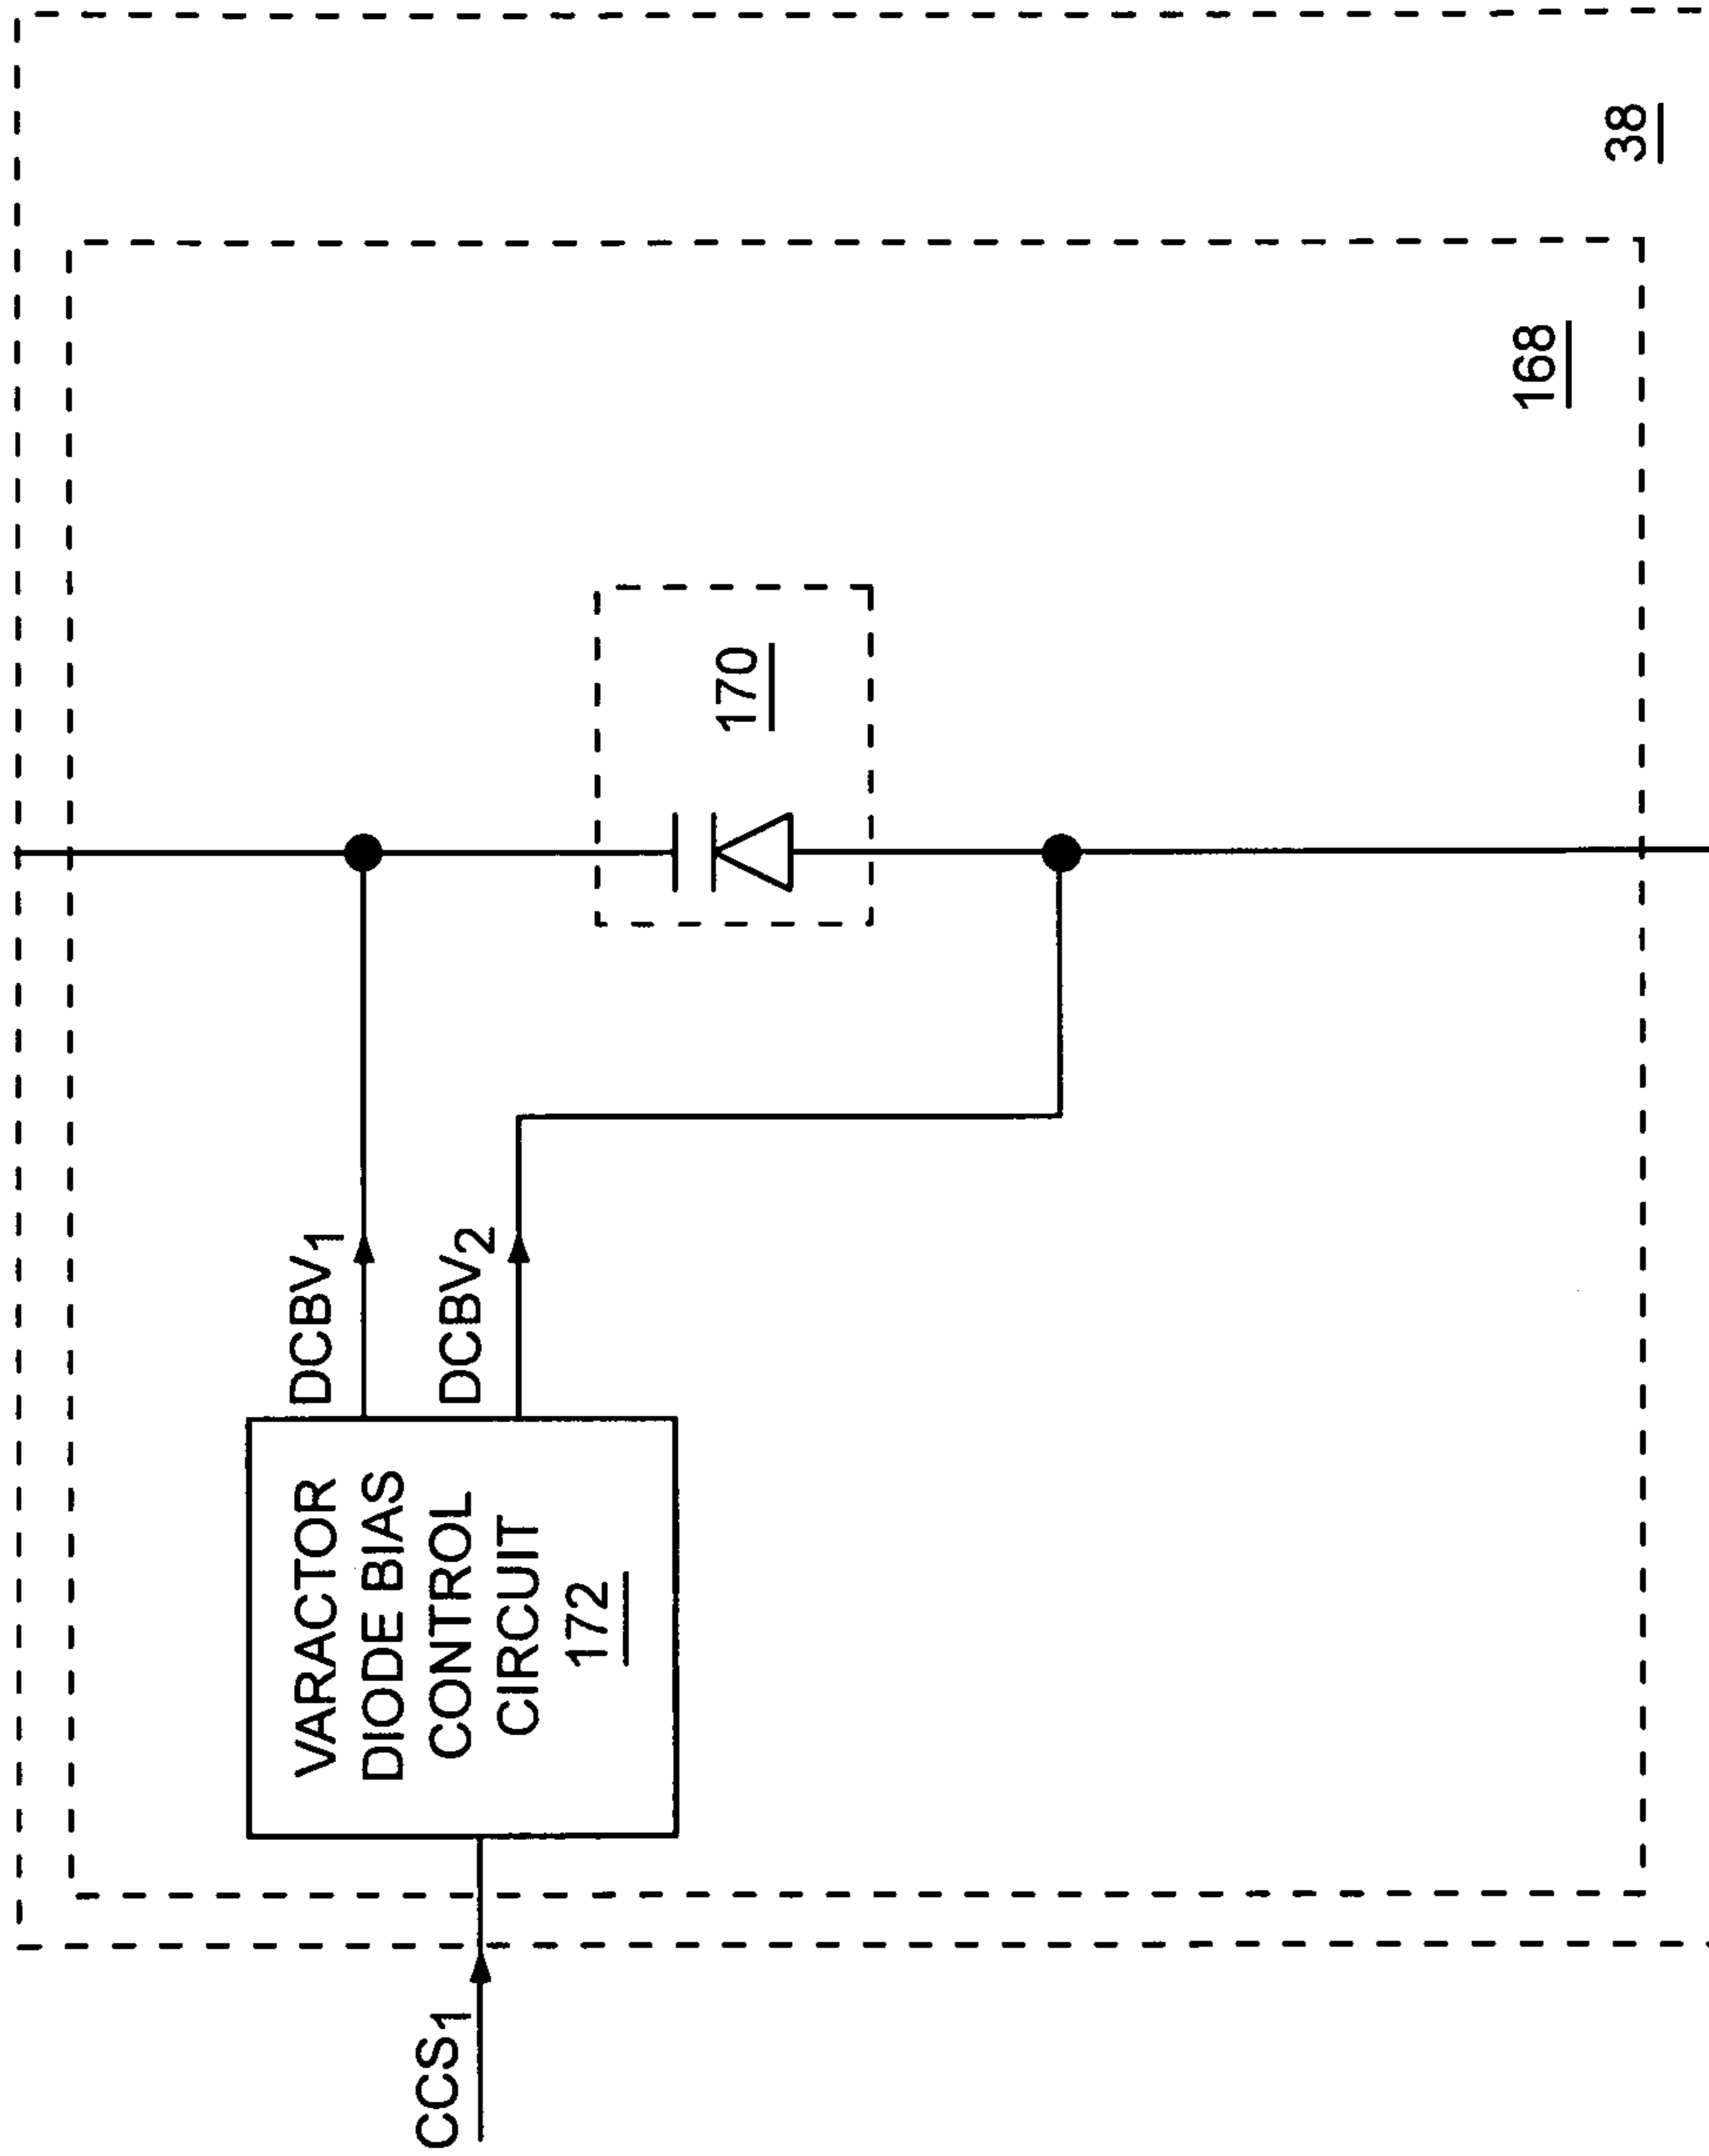 CCS1
VARACTOR
DIODE BIAS
CONTROL
CIRCUIT
172
DCBV1
DCBV2
170
168
38